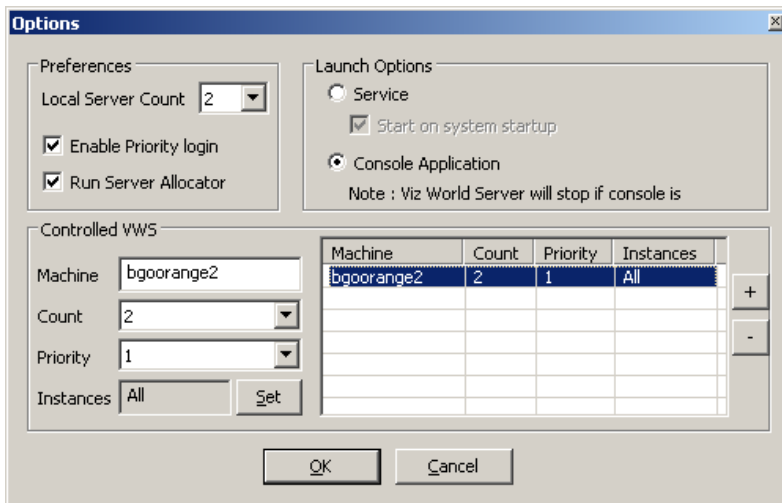 Options
Preferences
Local Server Count 2
Enable Priority login
Run Server Allocator
Launch Options
Service
Start on system startup
Console Application
Note : Viz World Server will stop if console is
Controlled VWS
Machine bgoorange2
Count 2
Priority 1
Instances All Set
Machine Count Priority Instances
bgoorange2 2 1 All
+
-
OK Cancel